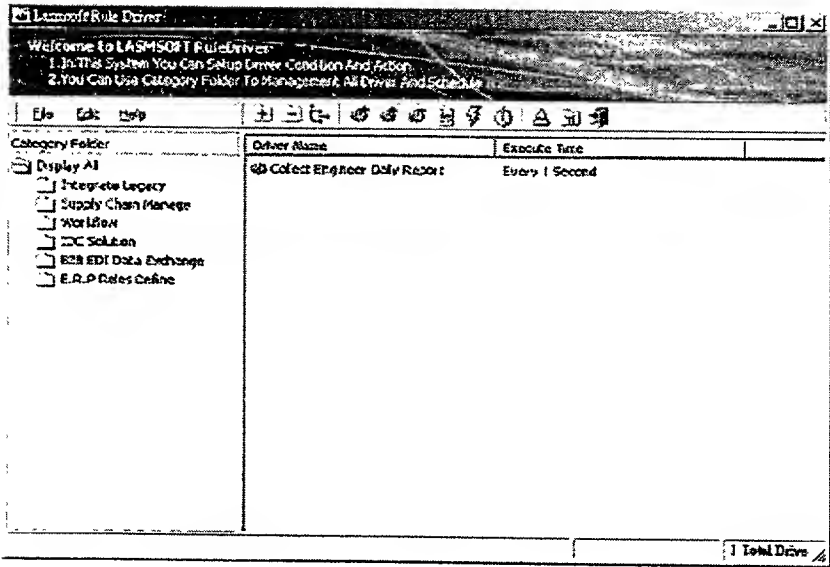 Lasmsoft Rule Driver
Welcome to LASMSOFT RuleDriver
1.In This System You Can Setup Driver Condition And Action
2.You Can Use Category Folder To Management All Driver And Schedule
File Edit Help
Category Folder
Driver Name Execute Time
Display All
Collect Engineer Daily Report Every 1 Second
Integrate Legacy
Supply Chain Manage
Workflow
Solution
B2B EDI Data Exchange
E.R.P Rules Define
1 Total Drive